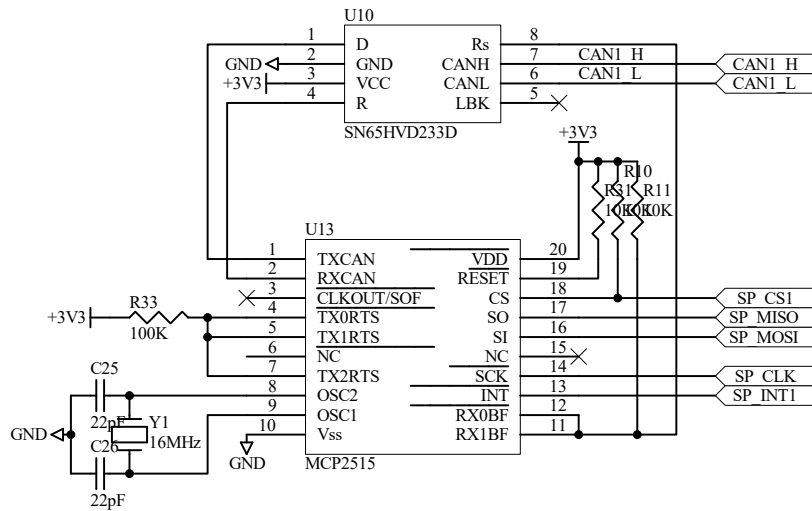 U10
1 D Rs 8
GND 2 GND CANH 7 CAN1_H CAN1_H
+3V3 3 VCC CANL 6 CAN1_L CAN1_L
4 R LBK 5
SN65HVD233D
+3V3
R10
R31 R11
10K 10K 10K
U13
1 TXCAN VDD 20
2 RXCAN RESET 19
3 CLKOUT/SOF CS 18 SP_CS1
+3V3 R33 100K 4 TX0RTS SO 17 SP_MISO
5 TX1RTS SI 16 SP_MOSI
6 NC NC 15
7 TX2RTS SCK 14 SP_CLK
C25 8 OSC2 INT 13 SP_INT1
22pF Y1 9 OSC1 RX0BF 12
GND 16MHz 10 Vss RX1BF 11
C26 GND
22pF MCP2515